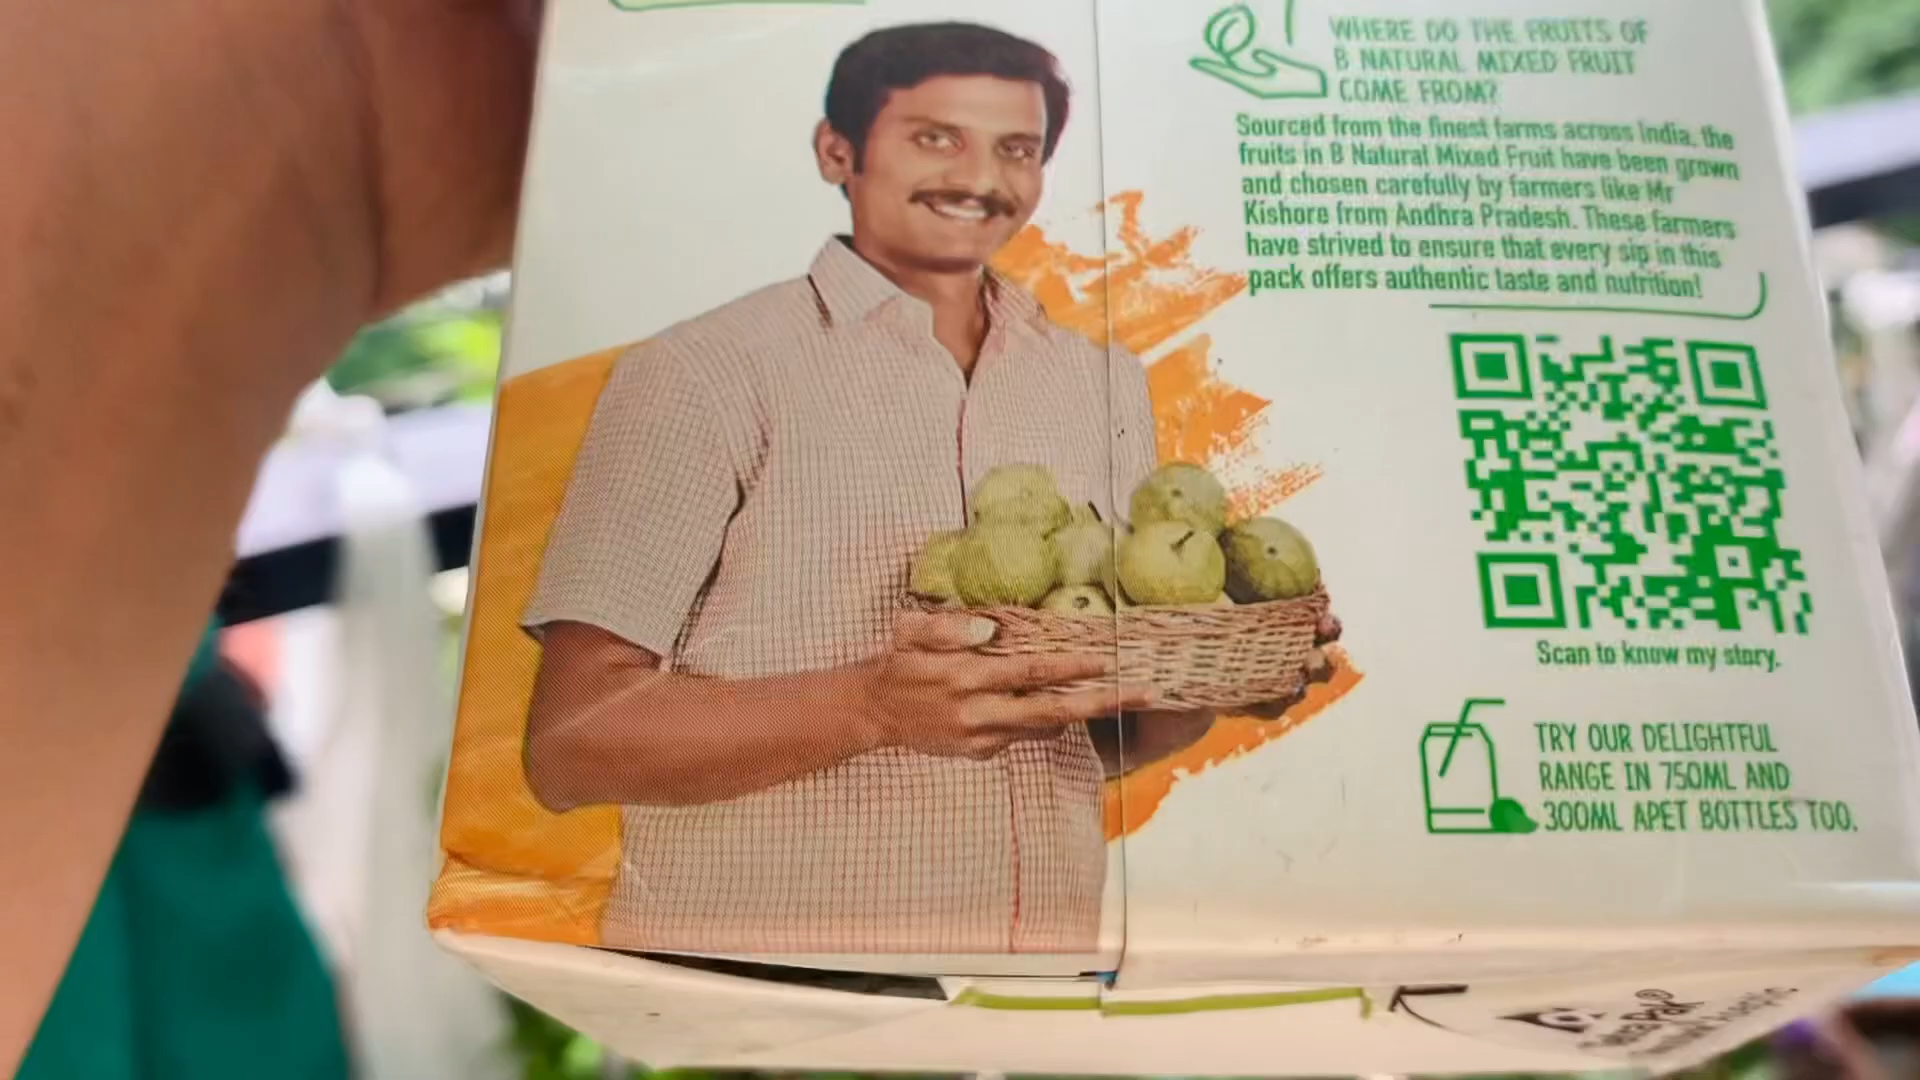 WHERE DO THE FRUITS OF
B NATURAL MIXED FRUIT
COME FROM?
Sourced from the finest farms across India, the
fruits in B Natural Mixed Fruit have been grown
and chosen carefully by farmers like Mr
Kishore from Andhra Pradesh. These farmers
have strived to ensure that every sip in this
pack offers authentic taste and nutrition!
Scan to know my story.
TRY OUR DELIGHTFUL
RANGE IN 750ML AND
300ML APET BOTTLES TOO.